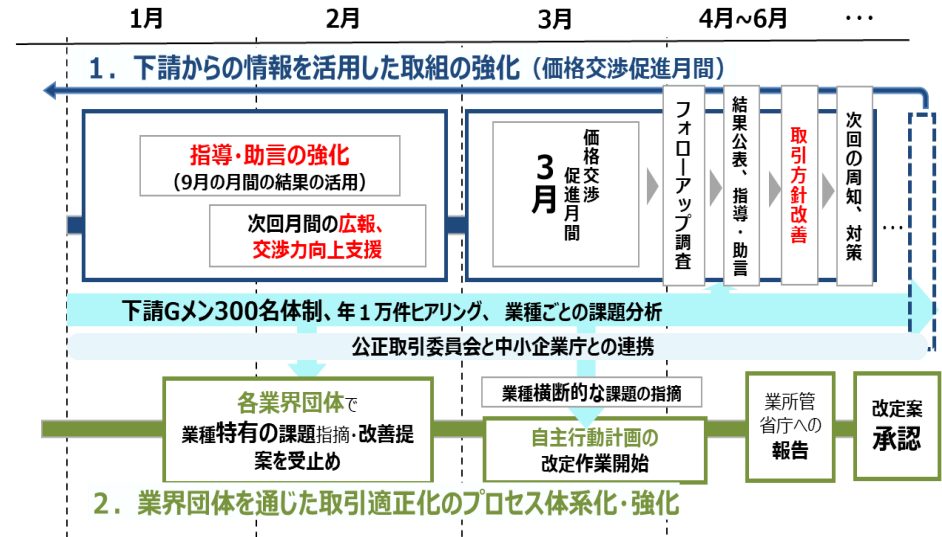 1月
2月
3月
4月~6月
・・・
１．下請からの情報を活用した取組の強化（価格交渉促進月間）
指導・助言の強化
（9月の月間の結果の活用）
次回月間の広報、
交渉力向上支援
3月
価格交渉
促進月間
フォローアップ調査
結果公表、指導・助言
取引方針改善
次回の周知、対策
・・・
下請Gメン300名体制、年１万件ヒアリング、業種ごとの課題分析
公正取引委員会と中小企業庁との連携
各業界団体で
業種特有の課題指摘・改善提
案を受止め
業種横断的な課題の指摘
自主行動計画の
改定作業開始
業所管
省庁への
報告
改定案
承認
２．業界団体を通じた取引適正化のプロセス体系化・強化